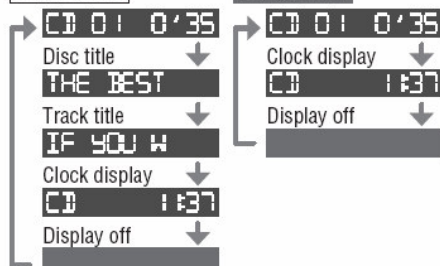 CD 01 0'35
Disc title
THE BEST
Track title
IF YOU W
Clock display
CD 1:37
Display off
CD 01 0'35
Clock display
CD 1:37
Display off